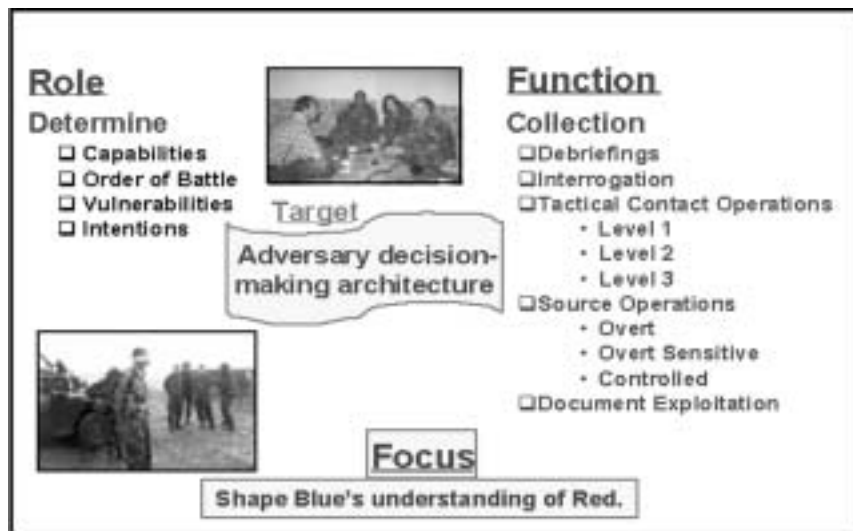 Role
Determine
❑ Capabilities
❑ Order of Battle
❑ Vulnerabilities
❑ Intentions
Target
Adversary decision-
making architecture
Function
Collection
❑Debriefings
❑Interrogation
❑Tactical Contact Operations
• Level 1
• Level 2
• Level 3
❑Source Operations
• Overt
• Overt Sensitive
• Controlled
❑Document Exploitation
Focus
Shape Blue's understanding of Red.